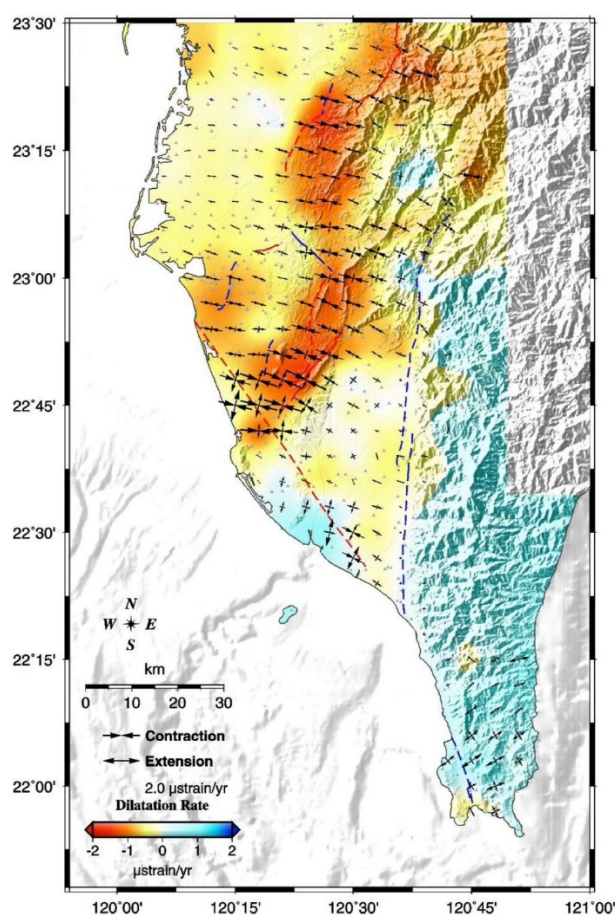 23°30'
23°15'
23°00'
22°45'
22°30'
22°15'
22°00'
N
W E
S
km
0 10 20 30
Contraction
Extension
2.0 µstrain/yr
Dilatation Rate
-2 -1 0 1 2
µstrain/yr
120°00' 120°15' 120°30' 120°45' 121°00'